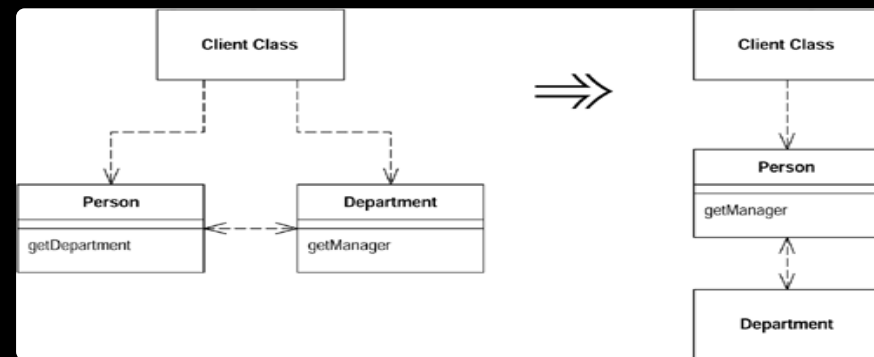 Client Class
Person
getDepartment
Department
getManager
Client Class
Person
getManager
Department